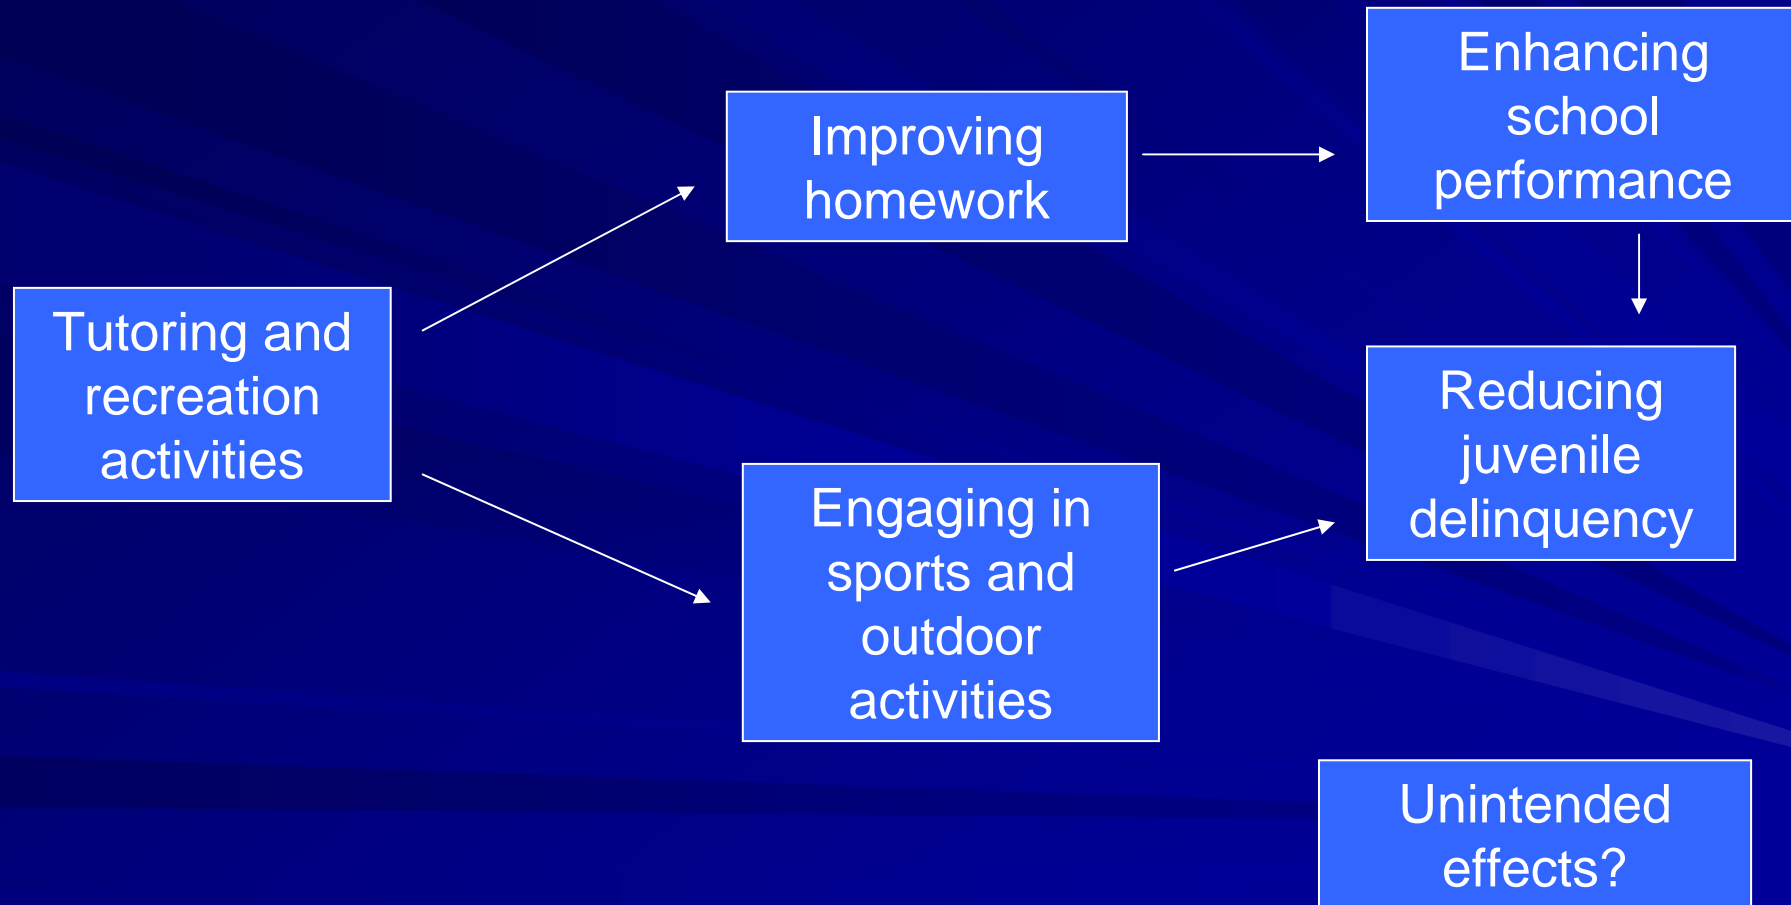 Tutoring and
recreation
activities
Improving
homework
Enhancing
school
performance
Engaging in
sports and
outdoor
activities
Reducing
juvenile
delinquency
Unintended
effects?